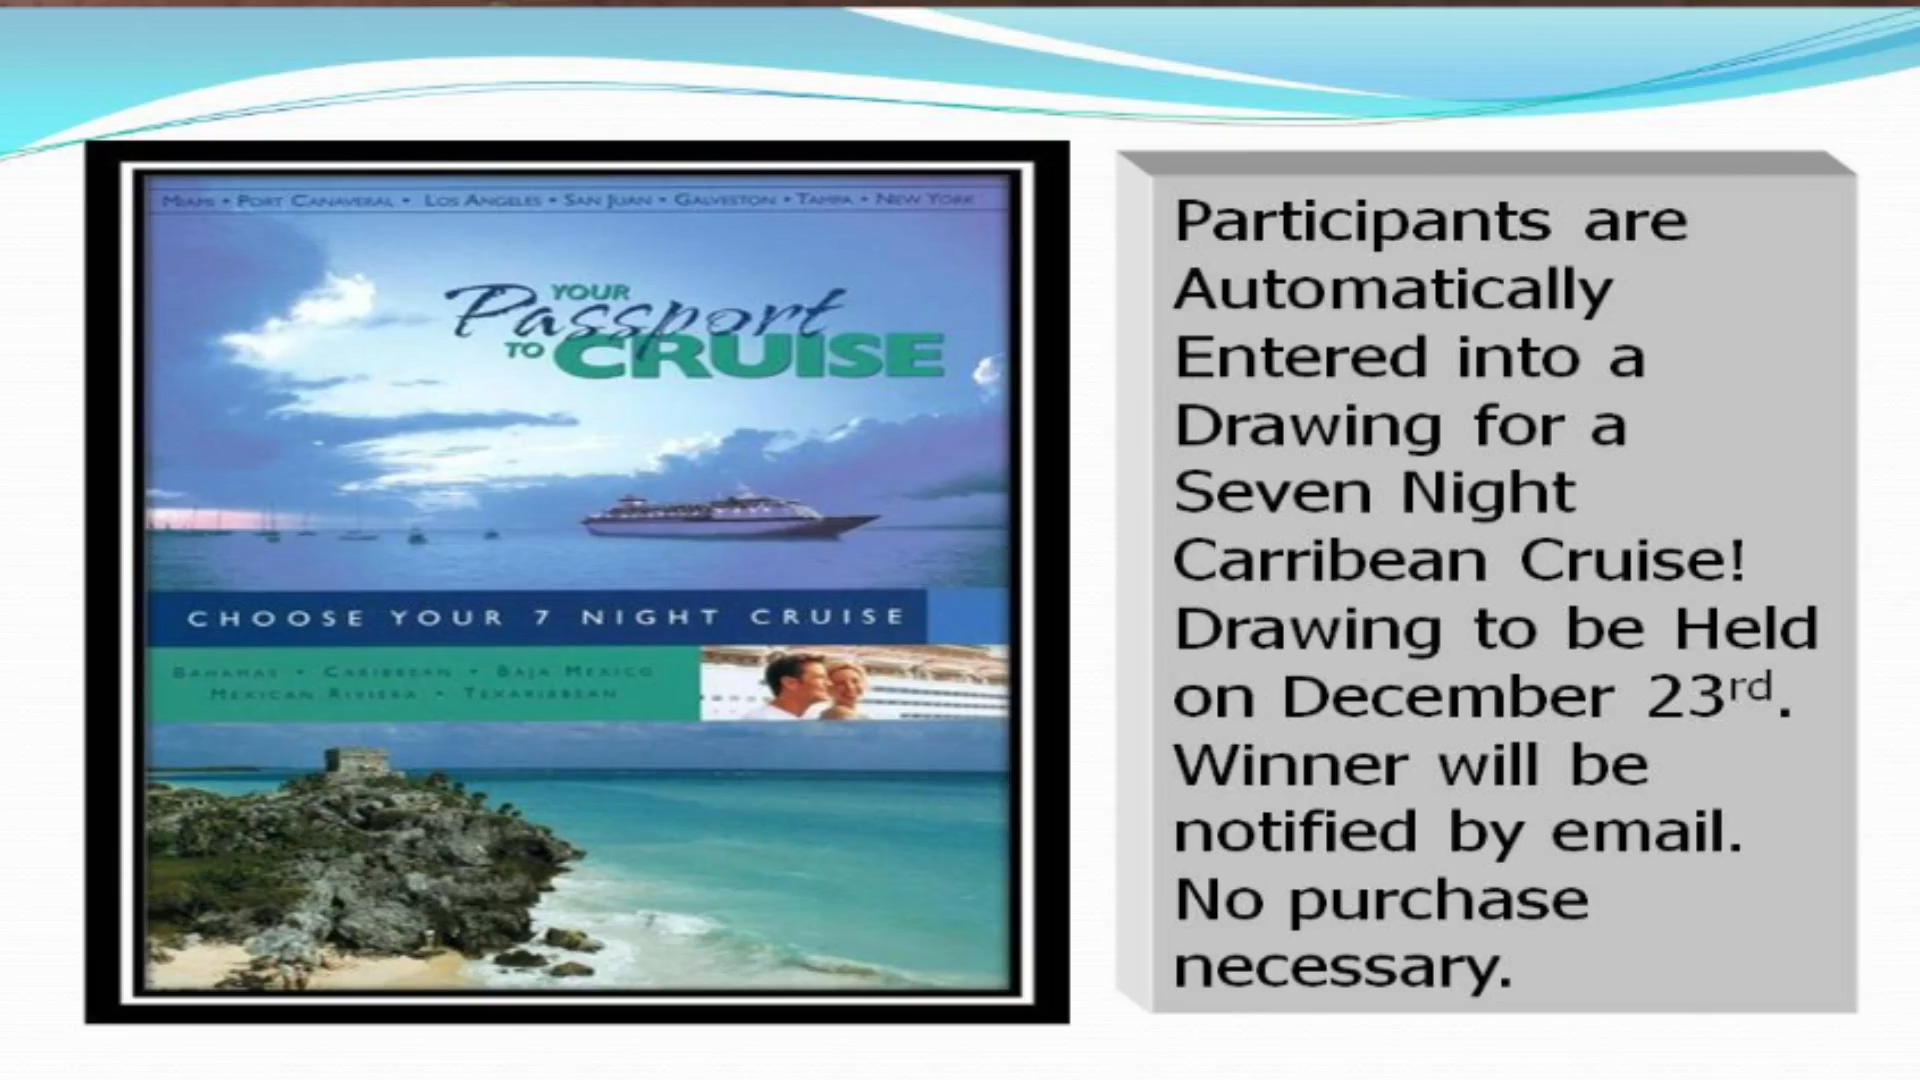 MIAMI • PORT CANAVERAL • LOS ANGELES • SAN JUAN • GALVESTON • TAMPA • NEW YORK
YOUR
Passport
TO CRUISE
CHOOSE YOUR 7 NIGHT CRUISE
BAHAMAS • CARIBBEAN • BAJA MEXICO
MEXICAN RIVIERA • TEXARIBBEAN
Participants are
Automatically
Entered into a
Drawing for a
Seven Night
Carribean Cruise!
Drawing to be Held
on December 23rd.
Winner will be
notified by email.
No purchase
necessary.